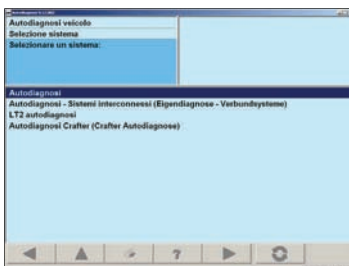 Autodiagnosi veicolo
Selezione sistema
Selezionare un sistema:
Autodiagnosi
Autodiagnosi - Sistemi interconnessi (Eigendiagnose - Verbundsysteme)
LT2 autodiagnosi
Autodiagnosi Crafter (Crafter Autodiagnose)
?